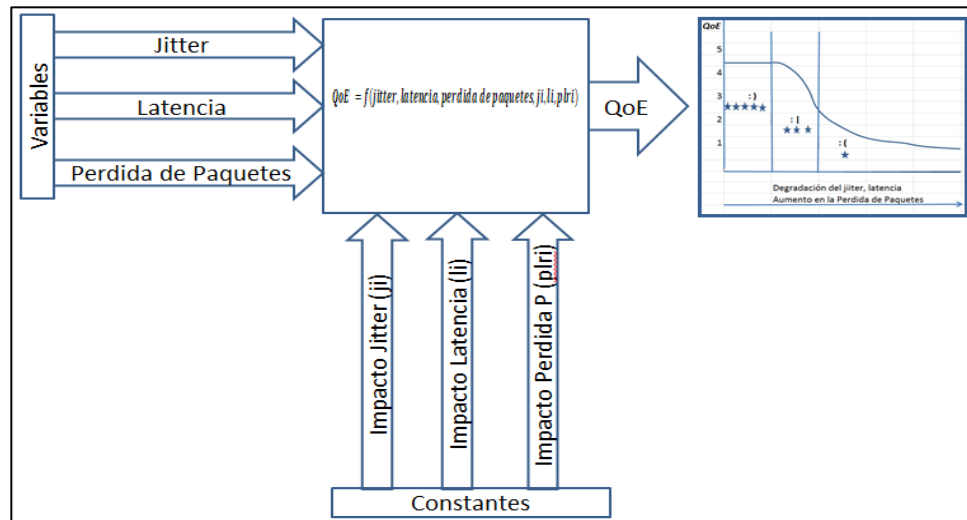 Variables
Jitter
Latencia
Perdida de Paquetes
QoE = f(jitter, latencia, perdida de paquetes, ji, li, plri)
QoE
Impacto Jitter (ji)
Impacto Latencia (li)
Impacto Perdida P (plri)
Constantes
QoE
5
4
3
2
1
: )
: |
: (
Degradación del jiiter, latencia
Aumento en la Perdida de Paquetes